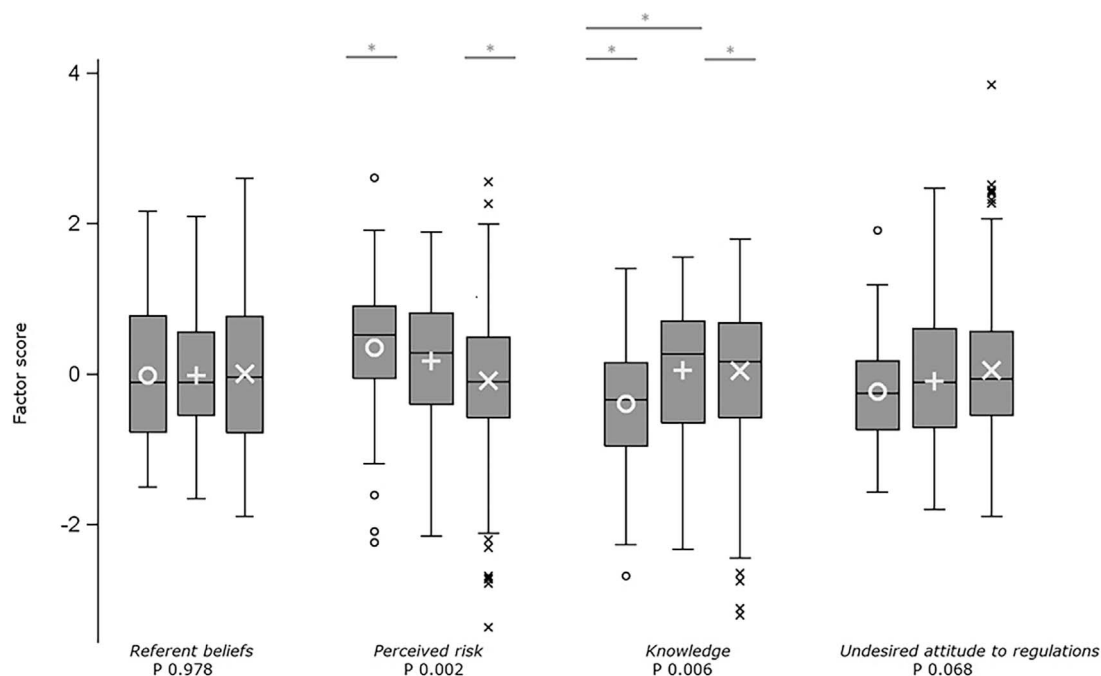 *
* * * *
4
2
0
-2
Factor score
Referent beliefs Perceived risk Knowledge Undesired attitude to regulations
P 0.978 P 0.002 P 0.006 P 0.068